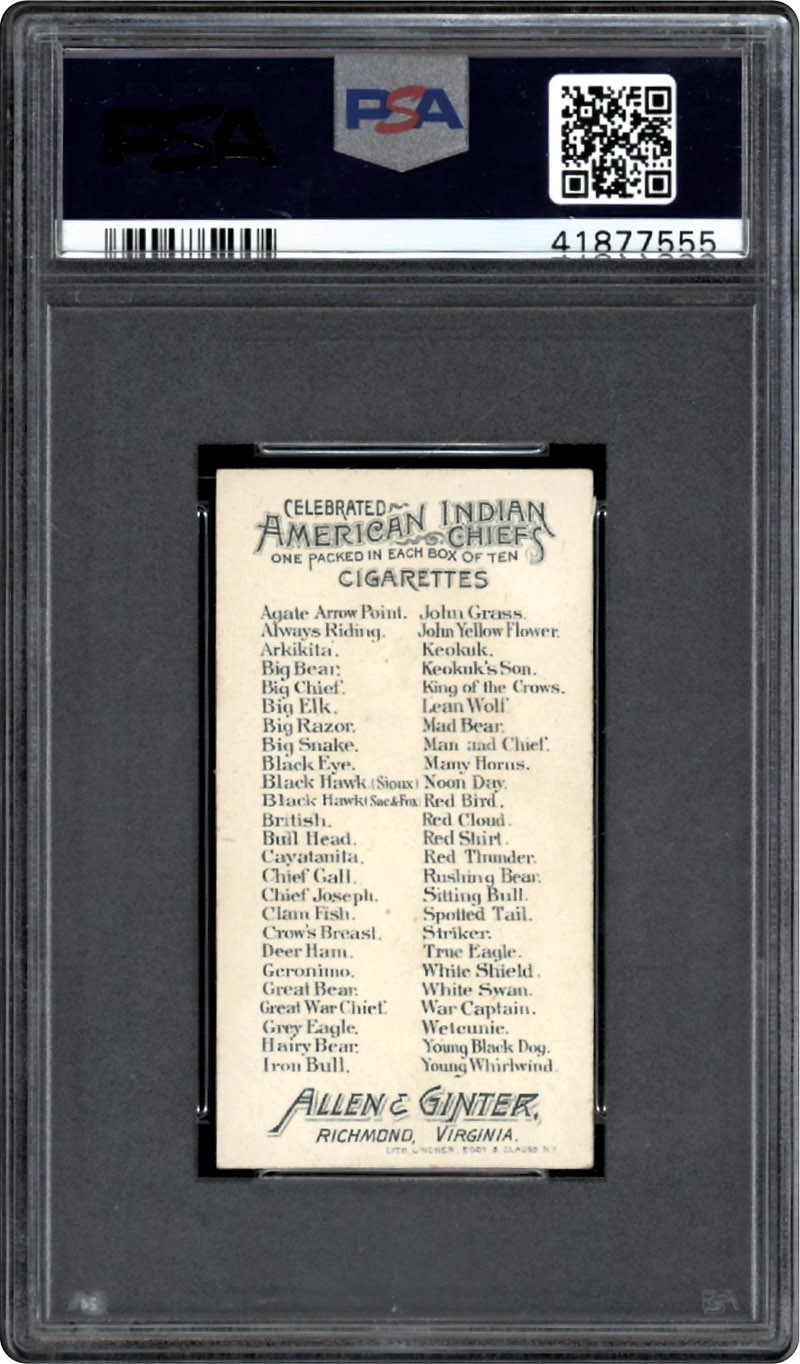 PSA
PSA
41877555
CELEBRATED
AMERICAN INDIAN
CHIEFS
ONE PACKED IN EACH BOX OF TEN
CIGARETTES
Agate Arrow Point.
Always Riding.
Arkikita.
Big Bear.
Big Chief.
Big Elk.
Big Razor.
Big Snake.
Black Eye.
Black Hawk (Sioux)
Black Hawk (Sac & Fox)
British.
Bull Head.
Cayatanita.
Chief Gall.
Chief Joseph.
Clam Fish.
Crow's Breast.
Deer Ham.
Geronimo.
Great Bear.
Great War Chief.
Grey Eagle.
Hairy Bear.
Iron Bull.
John Grass.
John Yellow Flower.
Keokuk.
Keokuk's Son.
King of the Crows.
Lean Wolf
Mad Bear.
Man and Chief.
Many Horns.
Noon Day.
Red Bird.
Red Cloud.
Red Shirt.
Red Thunder.
Rushing Bear.
Sitting Bull.
Spotted Tail.
Striker.
True Eagle.
White Shield.
White Swan.
War Captain.
Wetcunie.
Young Black Dog.
Young Whirlwind.
ALLEN & GINTER,
RICHMOND, VIRGINIA.
LITH. LINDNER, EDDY & CLAUSS, N.Y.
PSA